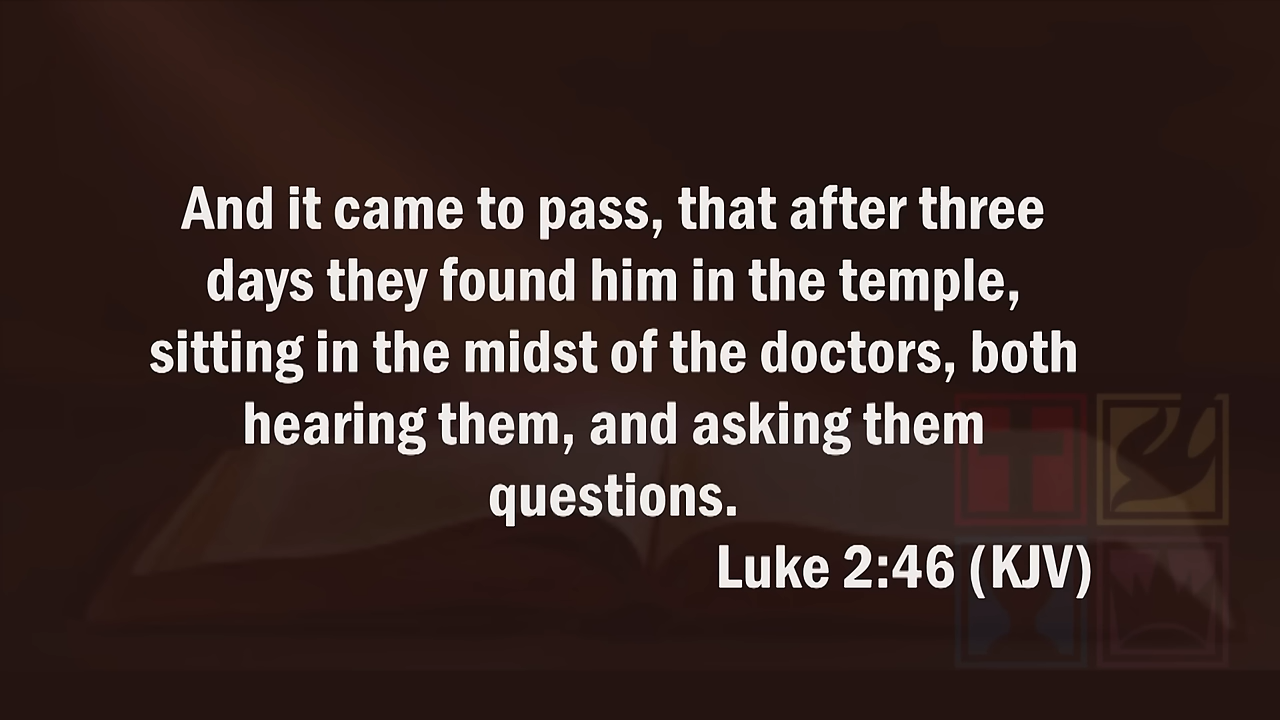 And it came to pass, that after three
days they found him in the temple,
sitting in the midst of the doctors, both
hearing them, and asking them
questions.
Luke 2:46 (KJV)